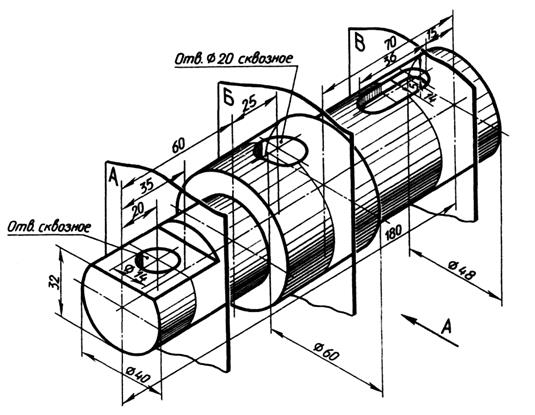 В
70
15
36
14
Отв. Ø 20 сквозное
Б
25
60
А
35
20
Отв. сквозное
Ø 14
32
Ø 40
180
Ø 48
Ø 60
А